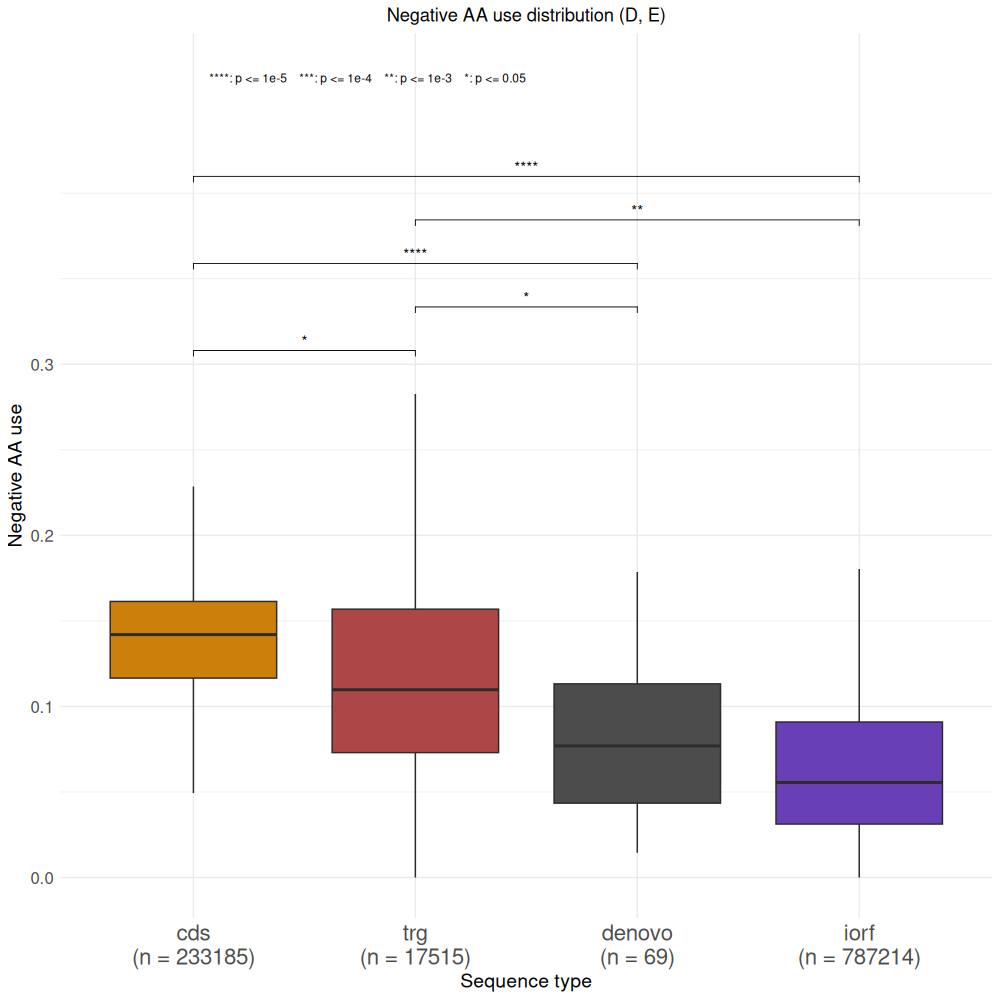 Negative AA use distribution (D, E)
****: p <= 1e-5 ***: p <= 1e-4 **: p <= 1e-3 *: p <= 0.05
****
**
****
*
*
Negative AA use
0.3
0.2
0.1
0.0
cds trg denovo iorf
(n = 233185) (n = 17515) (n = 69) (n = 787214)
Sequence type